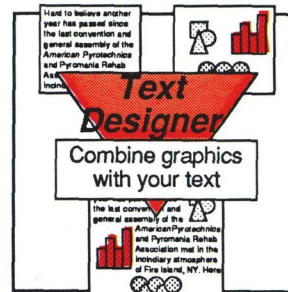 Hard to believe another
year has passed since
the last convention and
general assembly of the
American Pyrotechnics
and Pyromania Rehab
Text
Designer
Combine graphics
with your text
the last convention and
general assembly of the
American Pyrotechnics
and Pyromania Rehab
Association met in the
incindiary atmosphere
of Fire Island, NY. Here